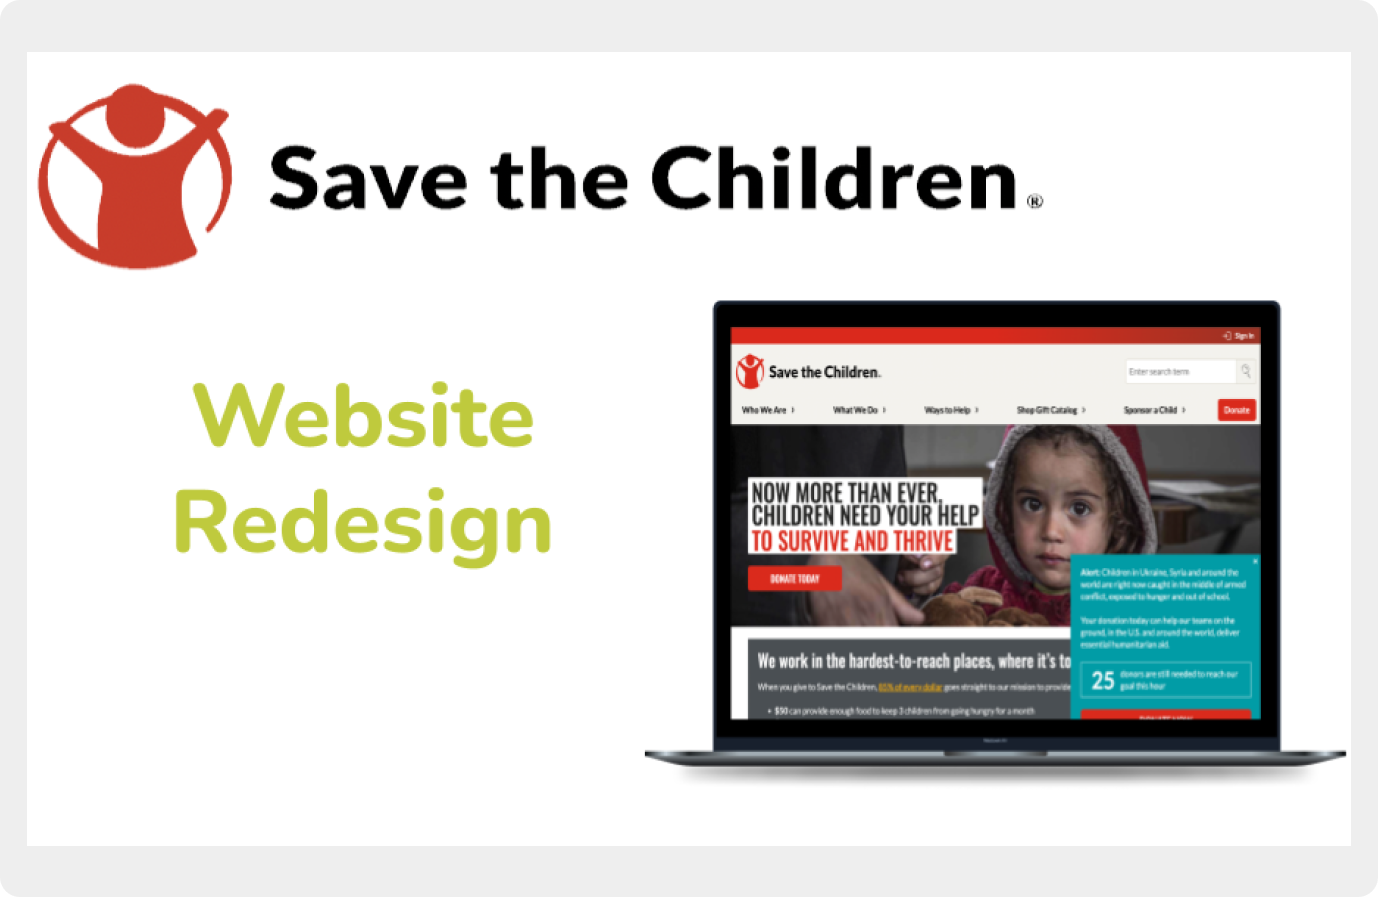 Save the Children®
Website
Redesign
Sign In
Save the Children.
Enter search term
Who We Are
What We Do
Ways to Help
Shop Gift Catalog
Sponsor a Child
Donate
NOW MORE THAN EVER,
CHILDREN NEED YOUR HELP
TO SURVIVE AND THRIVE
DONATE TODAY
Alert: Children in Ukraine, Syria and around the
world are right now caught in the middle of armed
conflict, exposed to hunger and out of school.
Your donation today can help our teams on the
ground, in the U.S. and around the world, deliver
essential humanitarian aid.
25 donors are still needed to reach our
goal this hour
We work in the hardest-to-reach places, where it's to
When you give to Save the Children, 85% of every dollar goes straight to our mission to provide
• $50 can provide enough food to keep 3 children from going hungry for a month